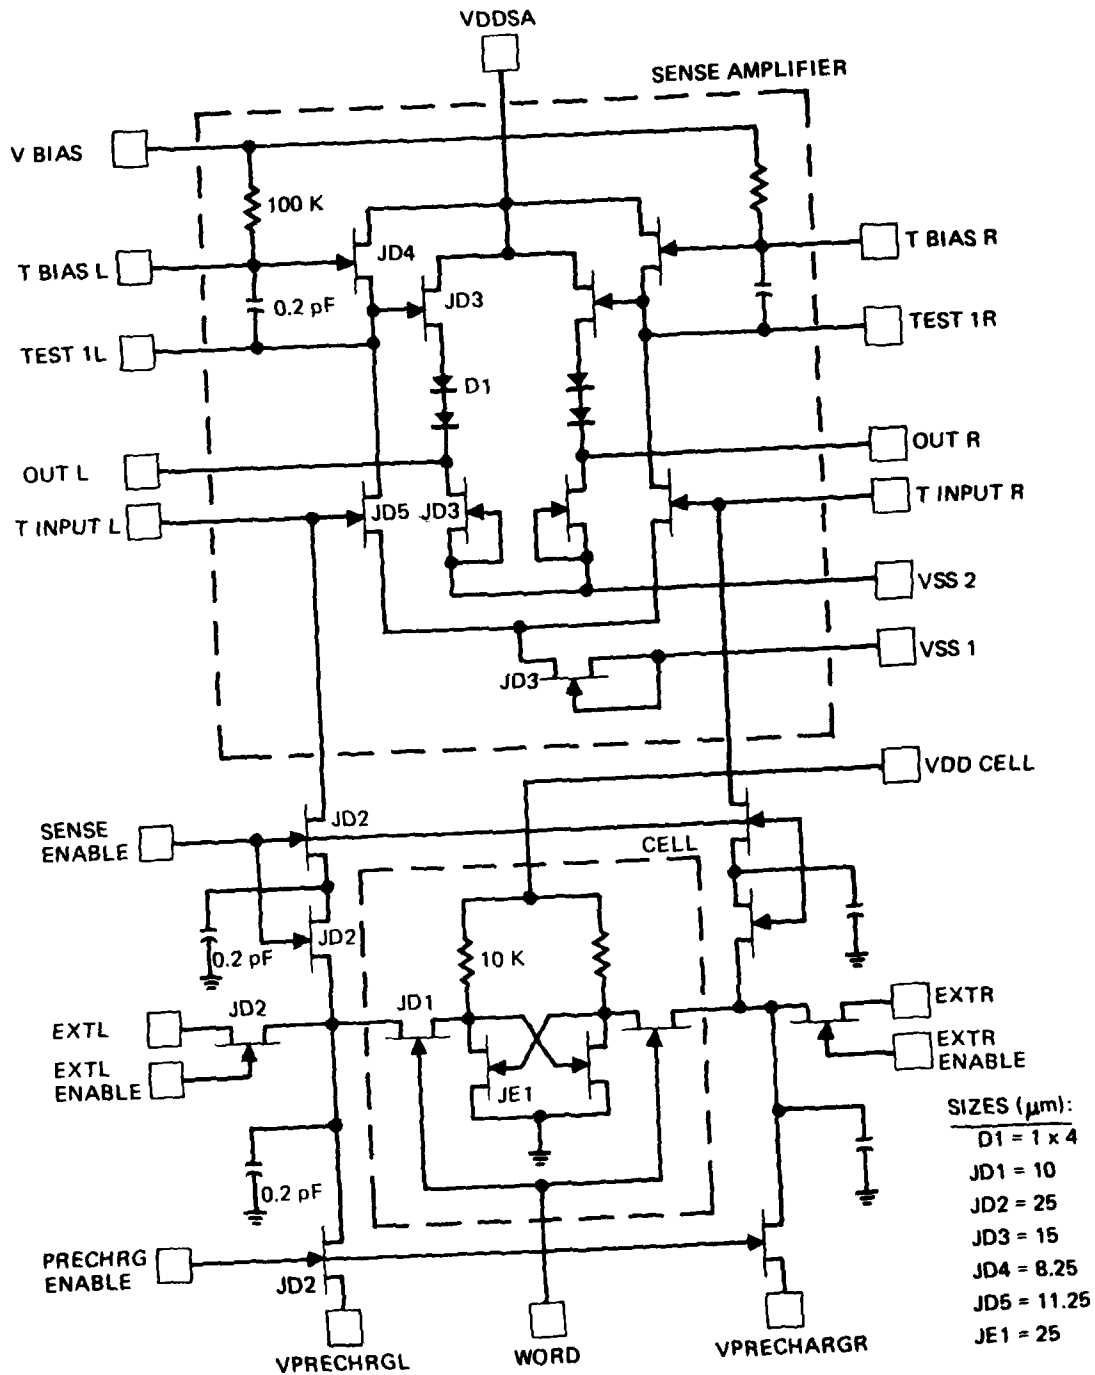 VDDSA
SENSE AMPLIFIER
V BIAS
100 K
T BIAS L
JD4
T BIAS R
0.2 pF
JD3
TEST 1L
TEST 1R
D1
OUT L
OUT R
T INPUT L
JD5
JD3
T INPUT R
VSS 2
VSS 1
JD3
VDD CELL
SENSE
ENABLE
JD2
CELL
JD2
0.2 pF
10 K
JD2
JD1
EXTL
EXTR
EXTL
ENABLE
EXTR
ENABLE
JE1
0.2 pF
PRECHRG
ENABLE
JD2
VPRECHRGL
WORD
VPRECHARGR
SIZES (µm):
D1 = 1 x 4
JD1 = 10
JD2 = 25
JD3 = 15
JD4 = 8.25
JD5 = 11.25
JE1 = 25